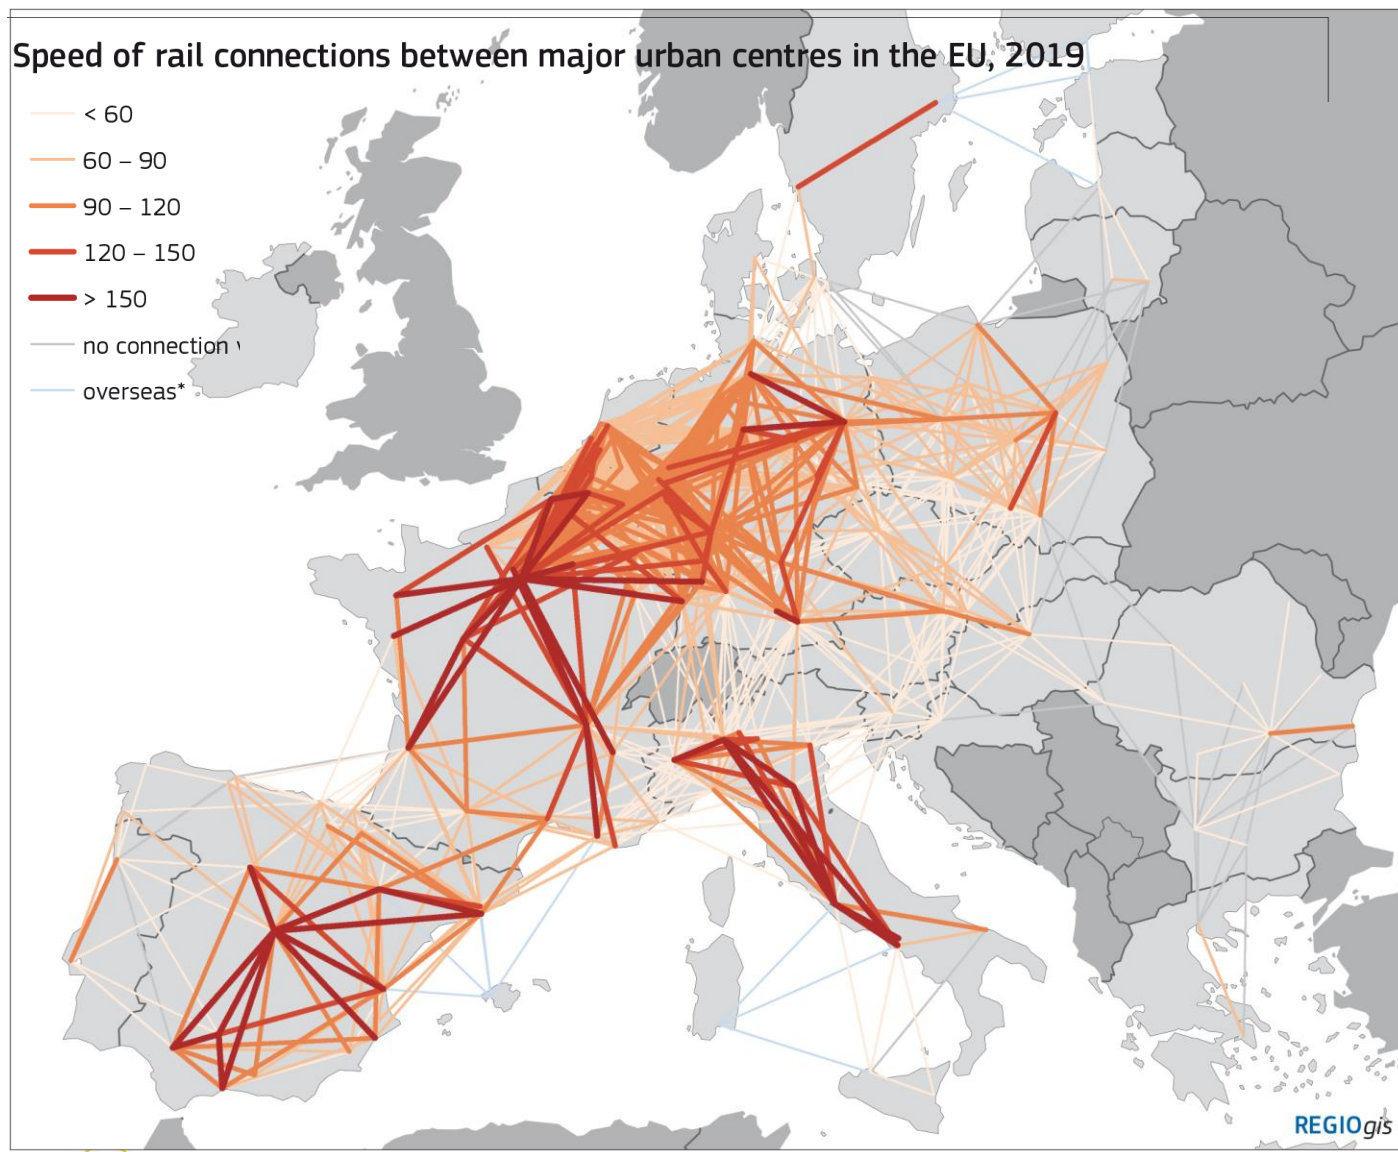 Speed of rail connections between major urban centres in the EU, 2019
< 60
60 – 90
90 – 120
120 – 150
> 150
no connection
overseas*
REGIOgis